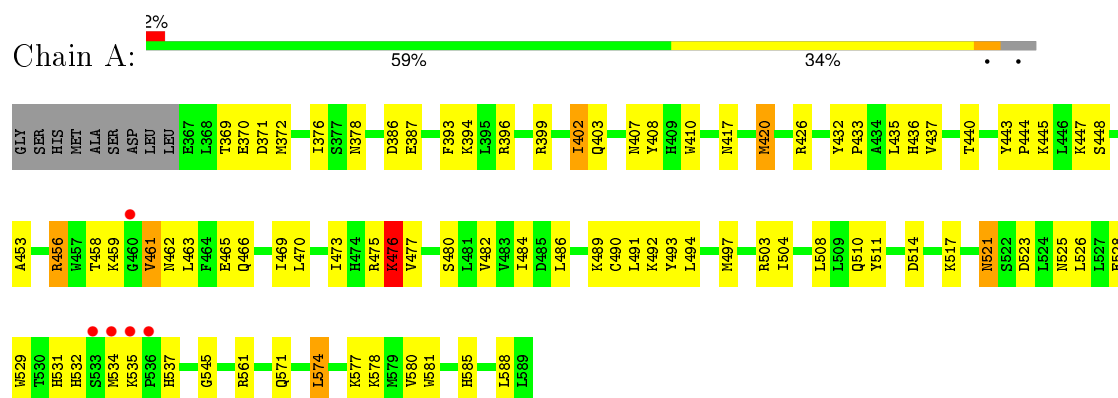 2%
Chain A:
59% 34% • •
GLY SER HIS MET ALA SER ASP LEU LEU E367 L368 T369 E370 D371 M372 I376 S377 N378 D386 E387 F393 K394 L395 R396 R399 I402 Q403 N407 Y408 H409 W410 N417 M420 R426 Y432 P433 A434 L435 H436 V437 T440 Y443 P444 K445 L446 K447 S448
A453 R456 W457 T458 K459 G460 V461 N462 L463 F464 E465 Q466 I469 L470 I473 H474 R475 K476 V477 S480 L481 V482 V483 I484 D485 L486 K489 C490 L491 K492 Y493 L494 M497 R503 I504 L508 L509 Q510 Y511 D514 K517 N521 S522 D523 L524 N525 L526 L527
W529 T530 H531 H532 S533 M534 K535 P536 H537 G545 R561 Q571 L574 K577 K578 M579 V580 W581 H585 L588 L589